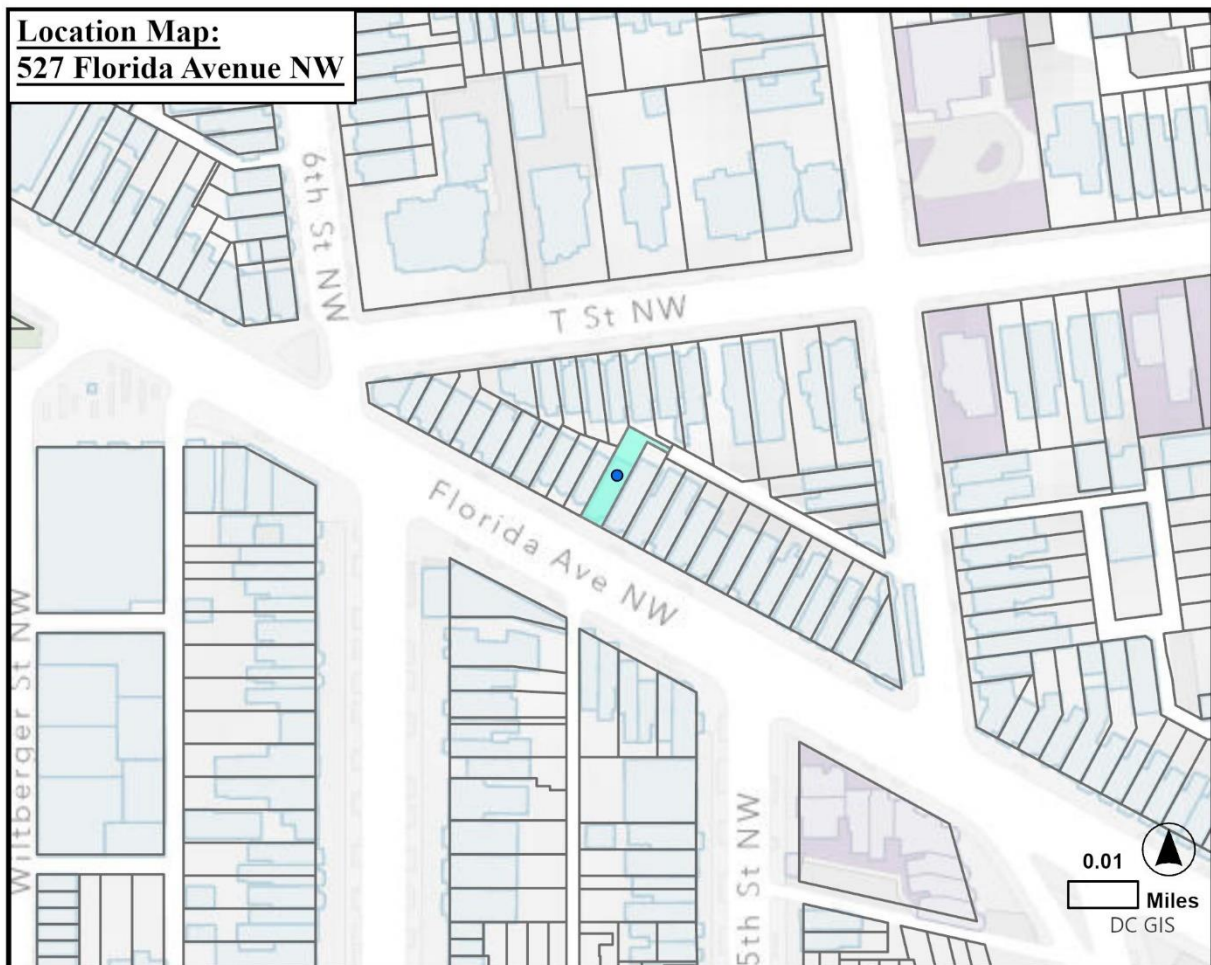 Location Map:
527 Florida Avenue NW
6th St NW
T St NW
Florida Ave NW
Wiltberger St NW
5th St NW
0.01
Miles
DC GIS